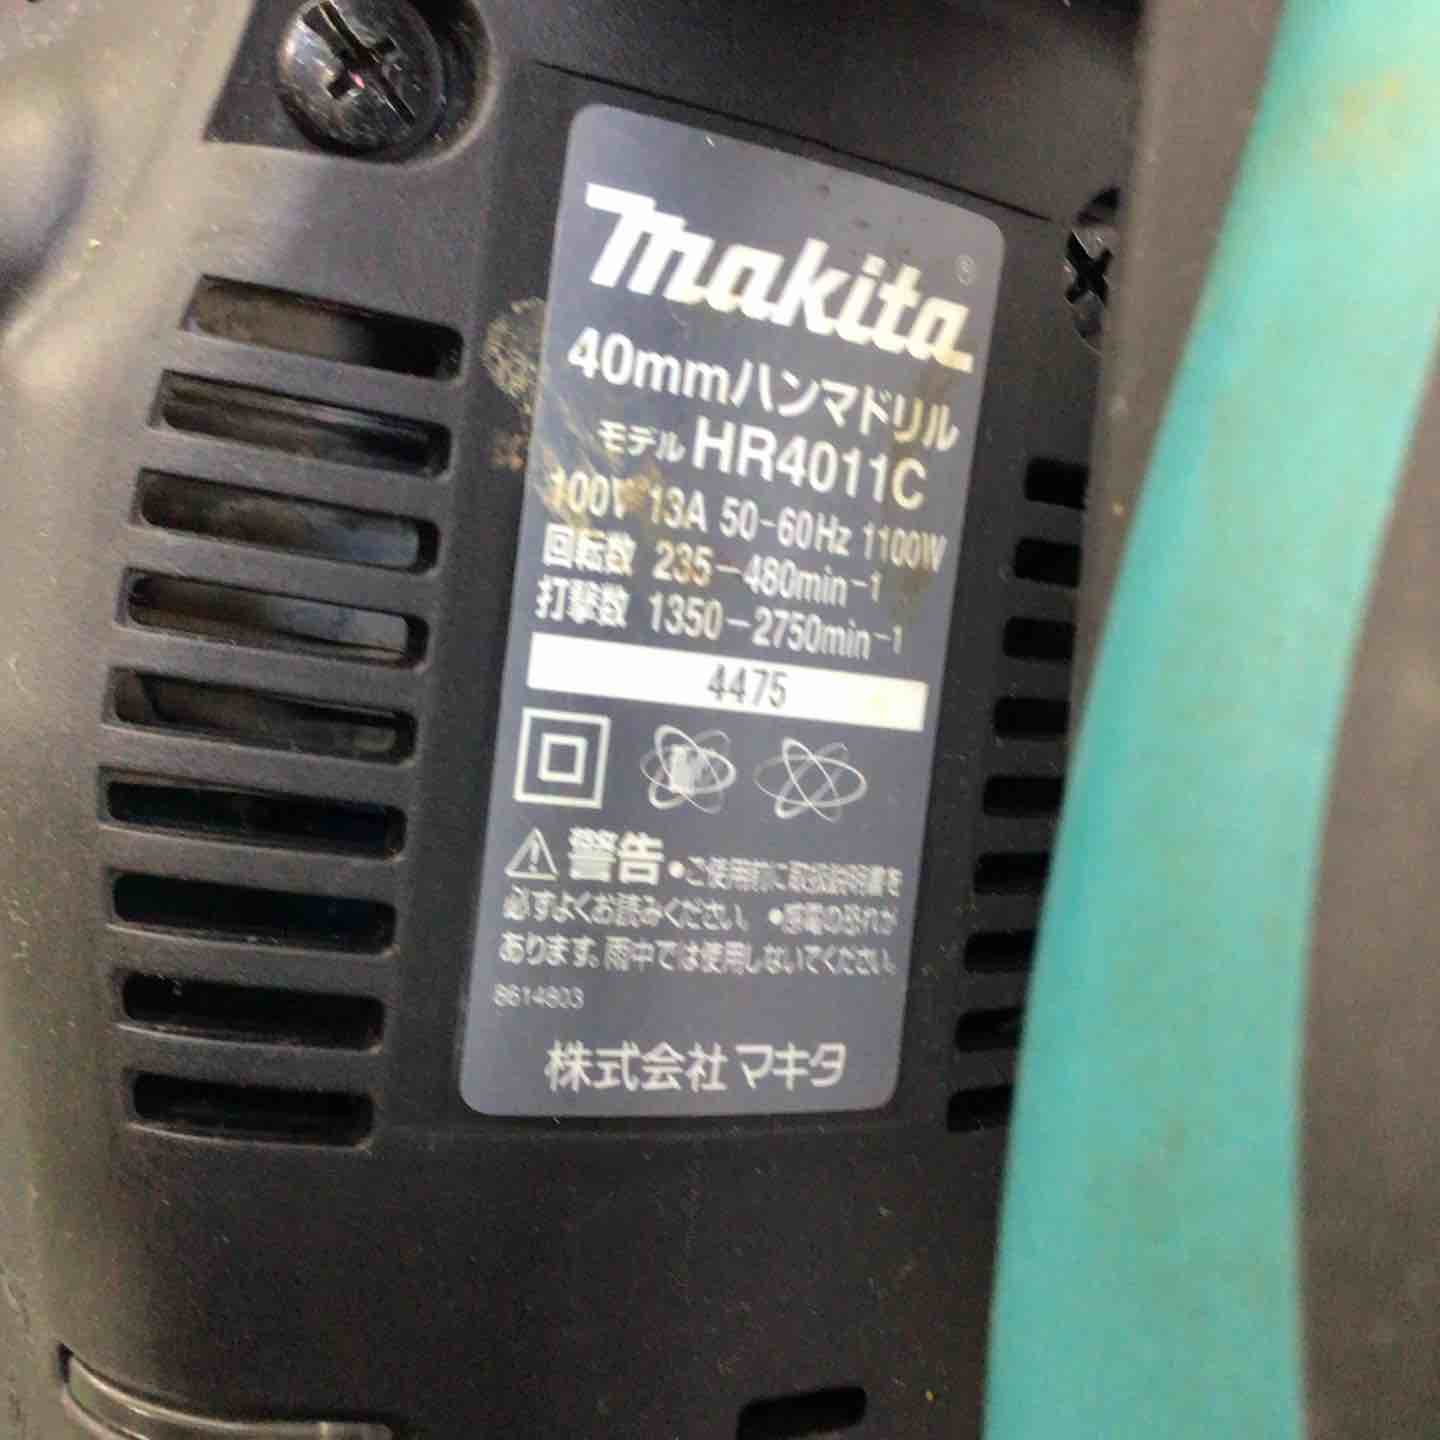 makita®
40mmハンマドリル
モデル HR4011C
100V 13A 50-60Hz 1100W
回転数 235-480min-1
打撃数 1350-2750min-1
4475
警告 •ご使用前に取扱説明書を
必ずよくお読みください。 •感電の恐れが
あります。雨中では使用しないでください。
8614803
株式会社マキタ